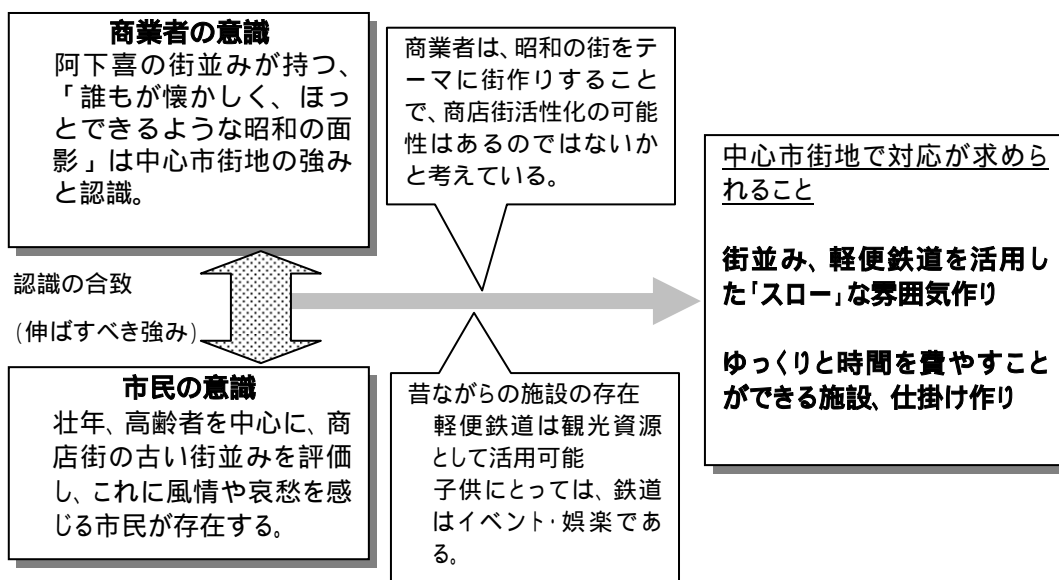 商業者の意識
阿下喜の街並みが持つ、
「誰もが懐かしく、ほっ
とできるような昭和の面
影」は中心市街地の強み
と認識。
商業者は、昭和の街をテ
ーマに街作りすること
で、商店街活性化の可能
性はあるのではないか
と考えている。
認識の合致
(伸ばすべき強み)
市民の意識
壮年、高齢者を中心に、商
店街の古い街並みを評価
し、これに風情や哀愁を感
じる市民が存在する。
昔ながらの施設の存在
軽便鉄道は観光資源
として活用可能
子供にとっては、鉄道
はイベント・娯楽であ
る。
中心市街地で対応が求めら
れること
街並み、軽便鉄道を活用し
た「スロー」な雰囲気作り
ゆっくりと時間を費やすこと
ができる施設、仕掛け作り